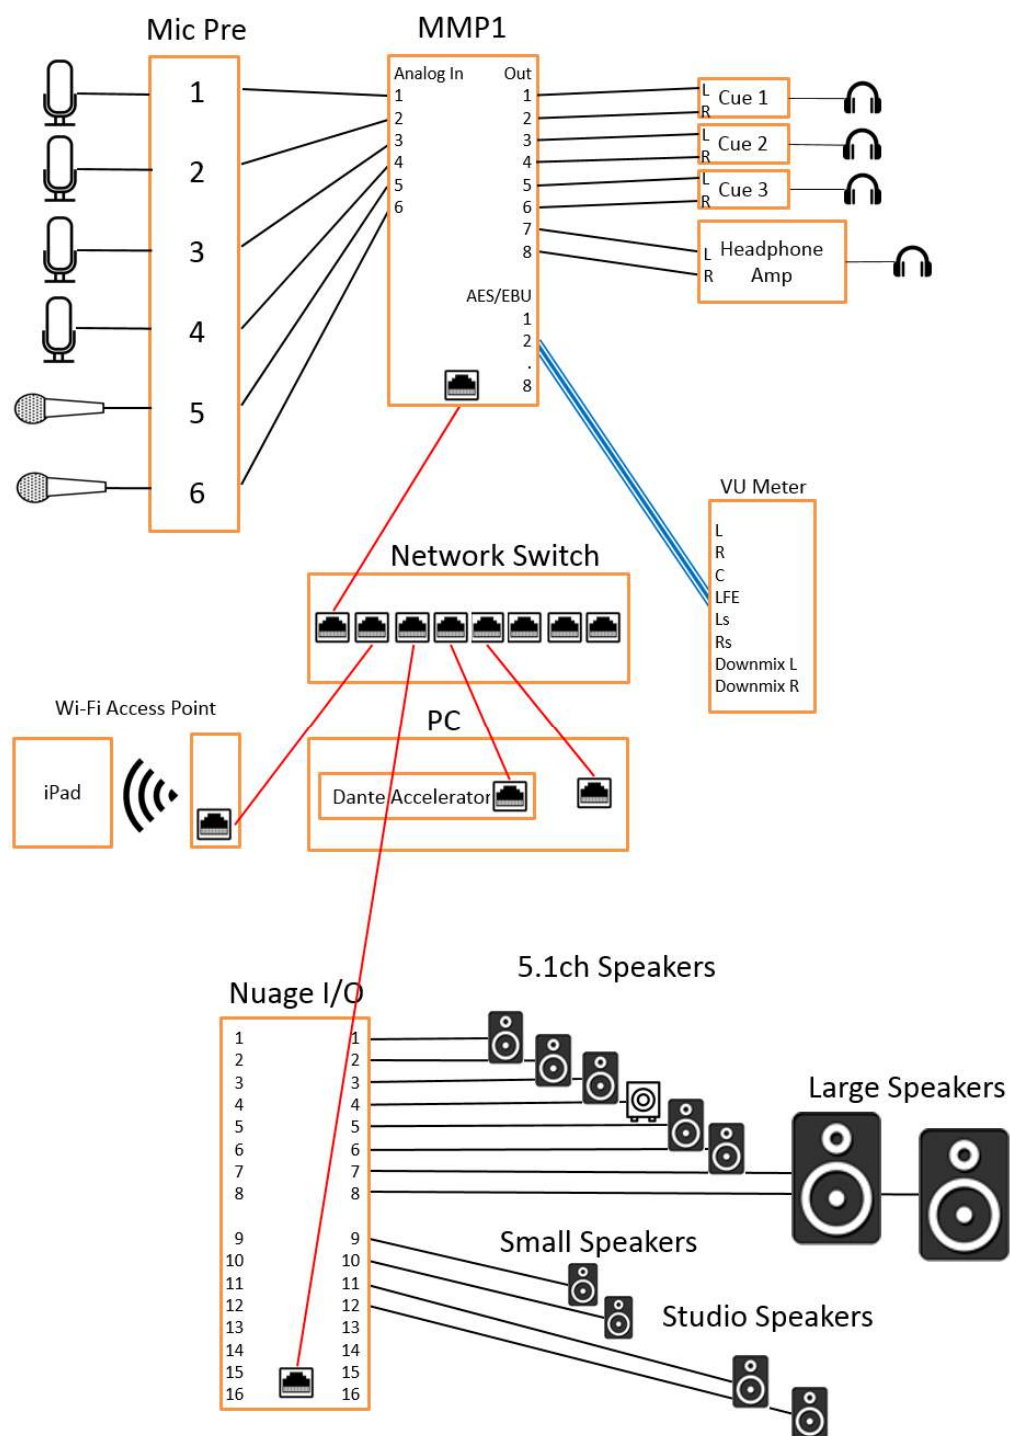 Mic Pre
1
2
3
4
5
6
MMP1
Analog In Out
1 1
2 2
3 3
4 4
5 5
6 6
7
8
AES/EBU
1
2
.
8
L
R
Cue 1
L
R
Cue 2
L
R
Cue 3
L
R
Headphone
Amp
VU Meter
L
R
C
LFE
Ls
Rs
Downmix L
Downmix R
Network Switch
Wi-Fi Access Point
iPad
PC
Dante Accelerator
5.1ch Speakers
Nuage I/O
1 1
2 2
3 3
4 4
5 5
6 6
7 7
8 8
9 9
10 10
11 11
12 12
13 13
14 14
15 15
16 16
Large Speakers
Small Speakers
Studio Speakers